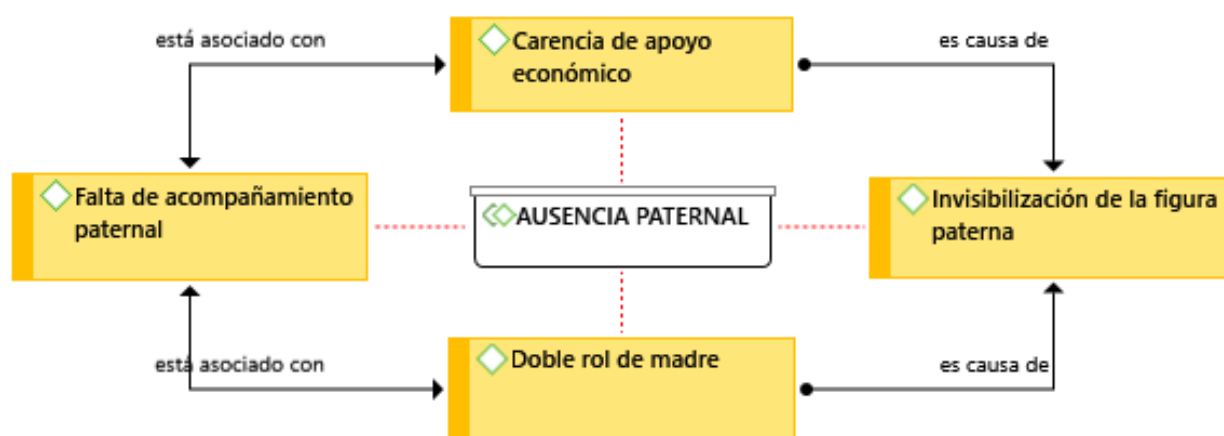 está asociado con
Carencia de apoyo
económico
es causa de
Falta de acompañamiento
paternal
AUSENCIA PATERNAL
Invisibilización de la figura
paterna
está asociado con
Doble rol de madre
es causa de